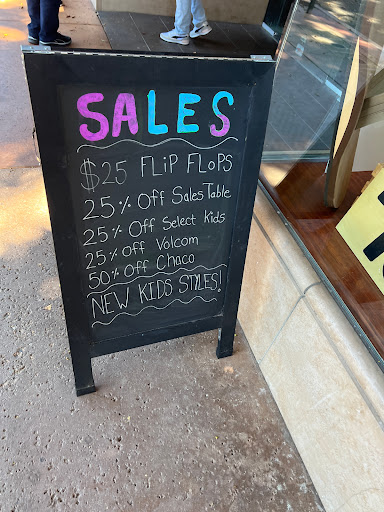 SALES
$25 FLiP FLOPS
25% Off Sales Table
25% Off Select Kids
25% Off Volcom
50% Off Chaco
NEW KIDS STYLES!